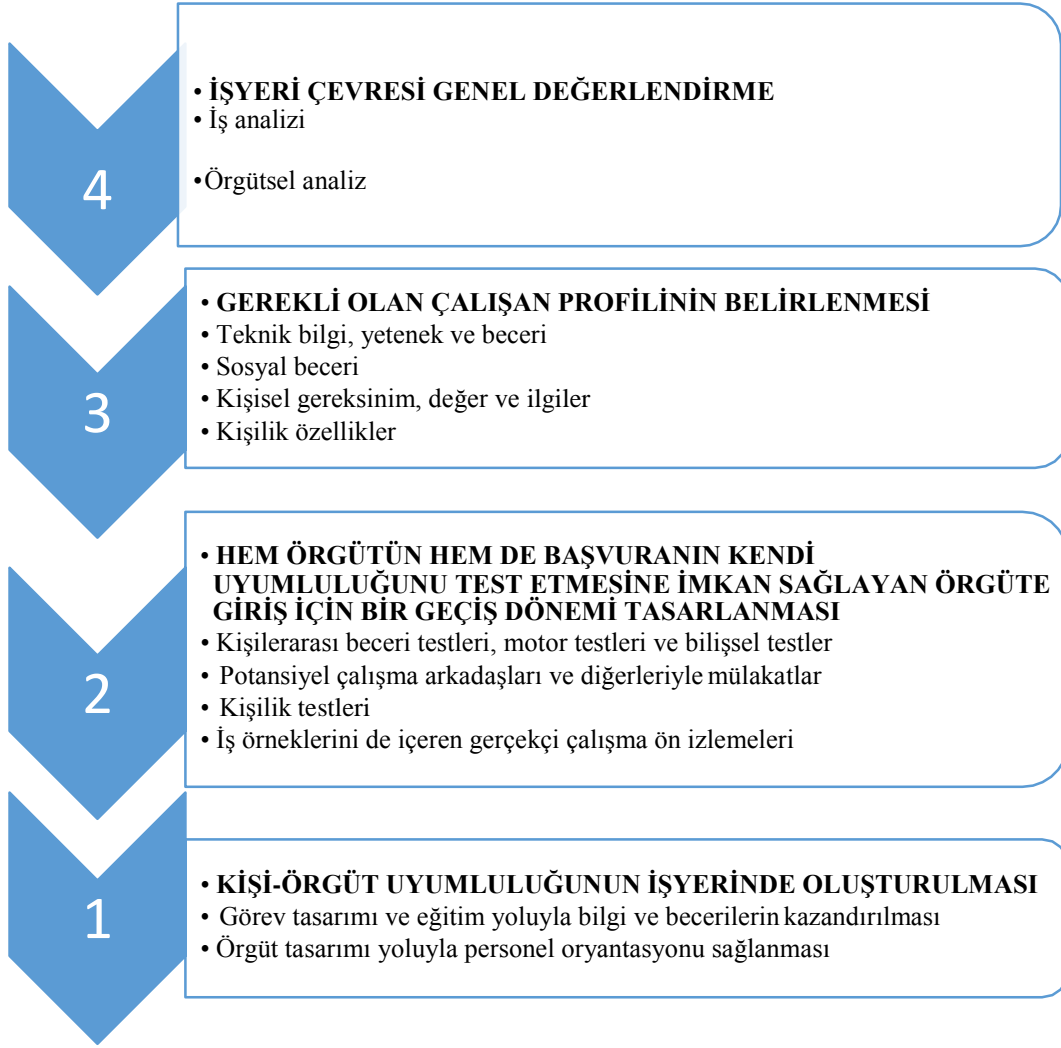 4
• İŞYERİ ÇEVRESİ GENEL DEĞERLENDİRME
• İş analizi
•Örgütsel analiz
3
• GEREKLİ OLAN ÇALIŞAN PROFİLİNİN BELİRLENMESİ
• Teknik bilgi, yetenek ve beceri
• Sosyal beceri
• Kişisel gereksinim, değer ve ilgiler
• Kişilik özellikler
2
• HEM ÖRGÜTÜN HEM DE BAŞVURANIN KENDİ
UYUMLULUĞUNU TEST ETMESİNE İMKAN SAĞLAYAN ÖRGÜTE
GİRİŞ İÇİN BİR GEÇİŞ DÖNEMİ TASARLANMASI
• Kişilerarası beceri testleri, motor testleri ve bilişsel testler
• Potansiyel çalışma arkadaşları ve diğerleriyle mülakatlar
• Kişilik testleri
• İş örneklerini de içeren gerçekçi çalışma ön izlemeleri
1
• KİŞİ-ÖRGÜT UYUMLULUĞUNUN İŞYERİNDE OLUŞTURULMASI
• Görev tasarımı ve eğitim yoluyla bilgi ve becerilerin kazandırılması
• Örgüt tasarımı yoluyla personel oryantasyonu sağlanması